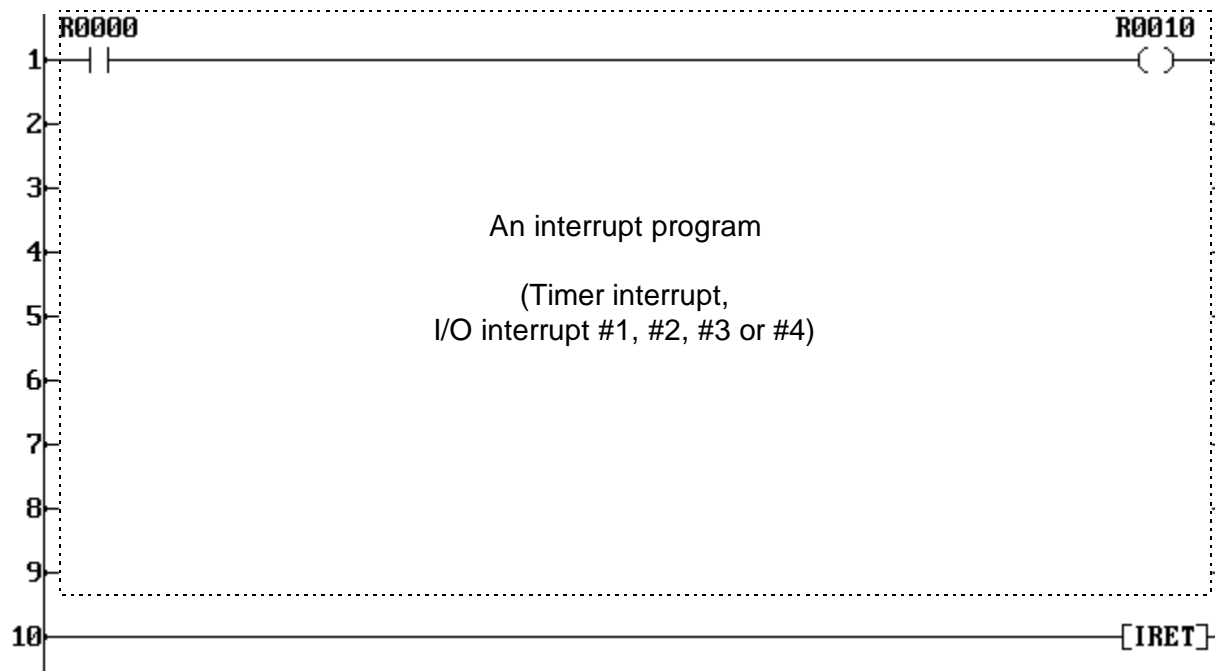 R0000 R0010
1
2
3
An interrupt program
4
(Timer interrupt,
5
I/O interrupt #1, #2, #3 or #4)
6
7
8
9
10 [IRET]